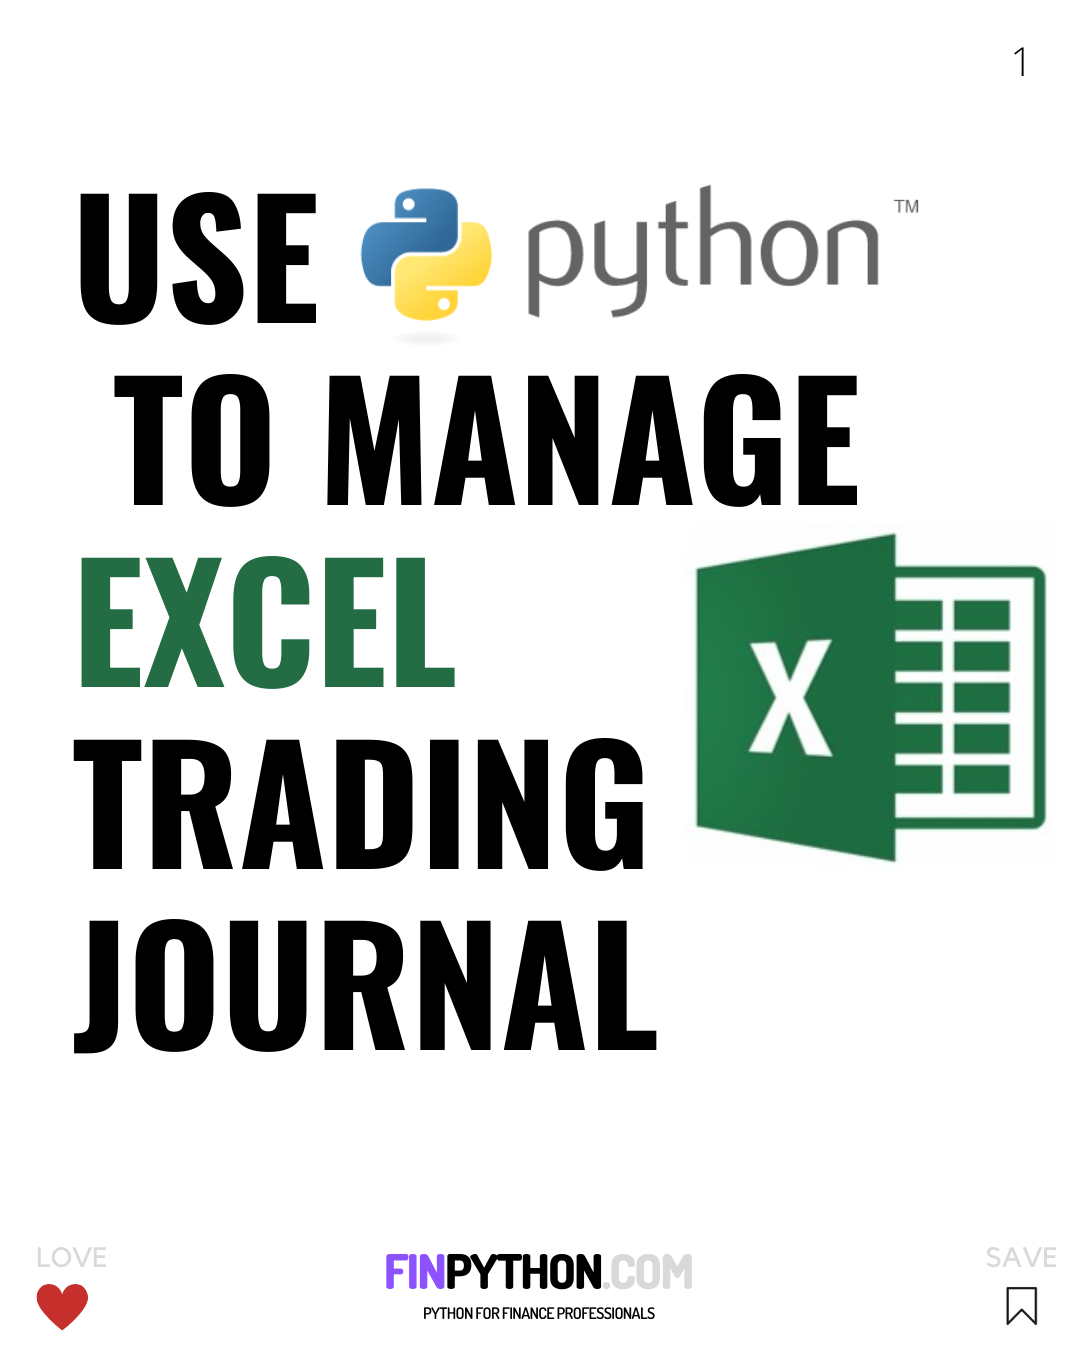 1
USE python™
TO MANAGE
EXCEL
X
TRADING
JOURNAL
LOVE
FINPYTHON.COM
PYTHON FOR FINANCE PROFESSIONALS
SAVE